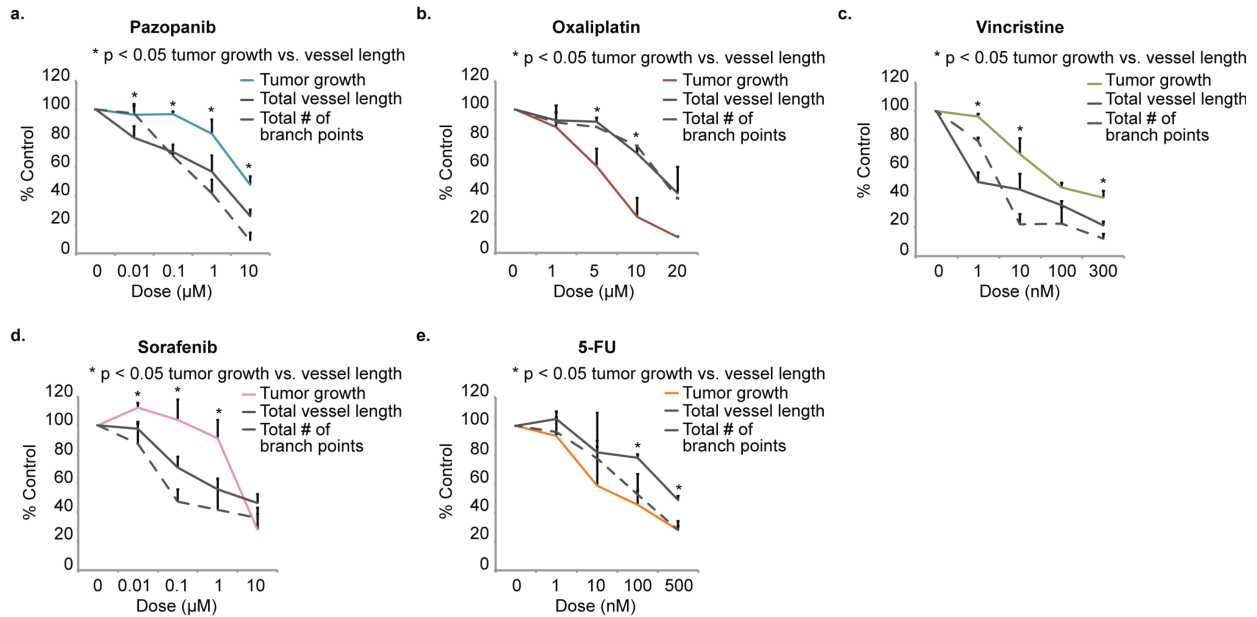 a.
Pazopanib
* p < 0.05 tumor growth vs. vessel length
Tumor growth
Total vessel length
Total # of
branch points
% Control
120
100
80
60
40
20
0
* * * *
0 0.01 0.1 1 10
Dose (µM)
b.
Oxaliplatin
* p < 0.05 tumor growth vs. vessel length
Tumor growth
Total vessel length
Total # of
branch points
% Control
120
100
80
60
40
20
0
* *
0 1 5 10 20
Dose (µM)
c.
Vincristine
* p < 0.05 tumor growth vs. vessel length
Tumor growth
Total vessel length
Total # of
branch points
% Control
120
100
80
60
40
20
0
* * *
0 1 10 100 300
Dose (nM)
d.
Sorafenib
* p < 0.05 tumor growth vs. vessel length
Tumor growth
Total vessel length
Total # of
branch points
% Control
120
100
80
60
40
20
0
* * *
0 0.01 0.1 1 10
Dose (µM)
e.
5-FU
* p < 0.05 tumor growth vs. vessel length
Tumor growth
Total vessel length
Total # of
branch points
% Control
120
100
80
60
40
20
0
* *
0 1 10 100 500
Dose (nM)